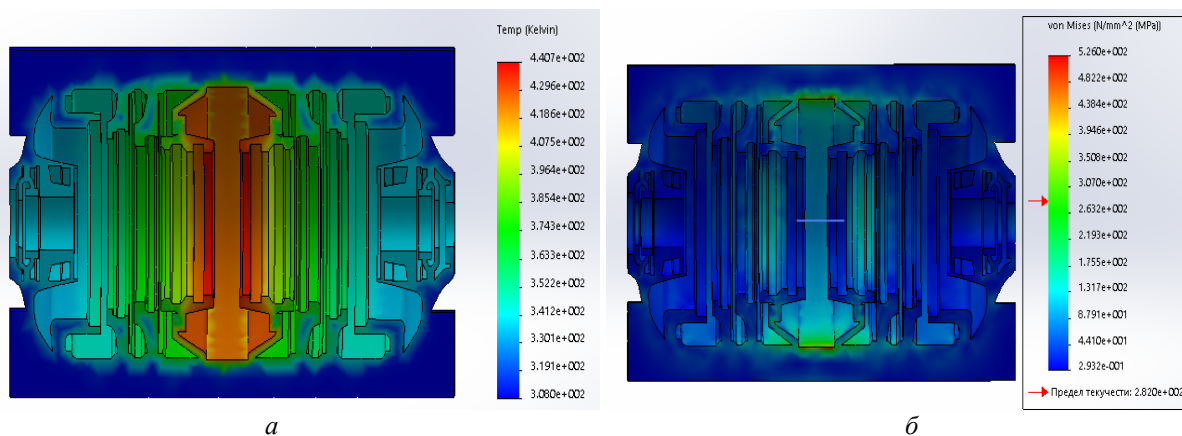 Temp (Kelvin)
4.407e+002
4.296e+002
4.186e+002
4.075e+002
3.964e+002
3.854e+002
3.743e+002
3.633e+002
3.522e+002
3.412e+002
3.301e+002
3.191e+002
3.080e+002
von Mises (N/mm^2 (MPa))
5.260e+002
4.822e+002
4.384e+002
3.946e+002
3.508e+002
3.070e+002
2.632e+002
2.193e+002
1.755e+002
1.317e+002
8.791e+001
4.410e+001
2.932e-001
Предел текучести: 2.820e+002
а
б